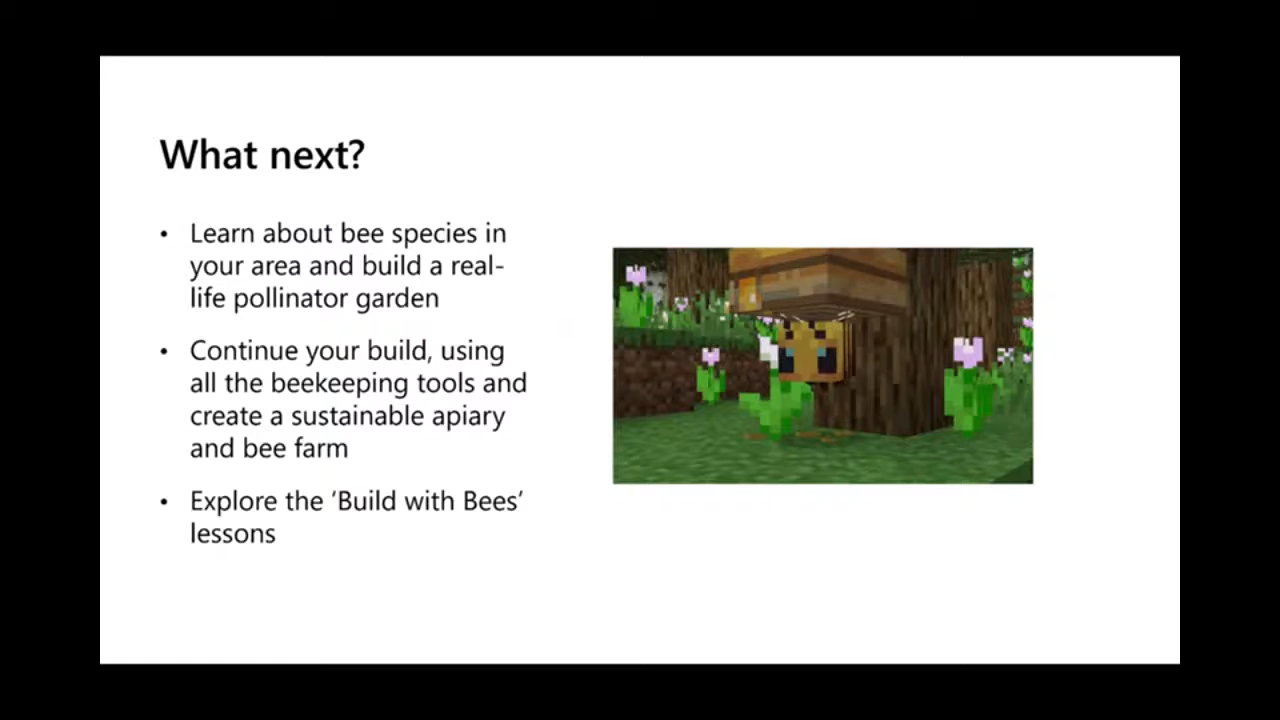 What next?
• Learn about bee species in
your area and build a real-
life pollinator garden
• Continue your build, using
all the beekeeping tools and
create a sustainable apiary
and bee farm
• Explore the ‘Build with Bees’
lessons